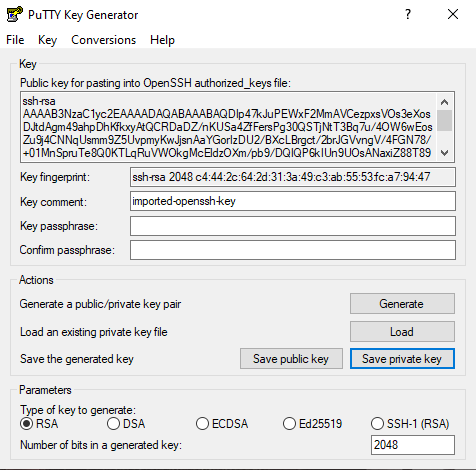 PuTTY Key Generator
File Key Conversions Help
Key
Public key for pasting into OpenSSH authorized_keys file:
ssh-rsa
AAAAB3NzaC1yc2EAAAADAQABAAABAQDIp47kJuPEWxF2MmAVCezpxsVOs3eXos
DJtdAgm49ahpDhKfkxyAtQCRDaDZ/nKUSa4ZfFersPg30QSTjNtT3Bq7u/4OW6wEos
Zu9j4CNNqUsmm9Z5UvpmyKwJjsnAaYGorlzDU2/BXcLBrgct/2brJGVvngV/4FGN78/
+01MnSpruTe8Q0KTLqRuVWOkgMcEldzOXm/pb9/DQIQP6kIUn9UOsANaxiZ88T89
Key fingerprint: ssh-rsa 2048 c4:44:2c:64:2d:31:3a:49:c3:ab:55:53:fc:a7:94:47
Key comment: imported-openssh-key
Key passphrase:
Confirm passphrase:
Actions
Generate a public/private key pair Generate
Load an existing private key file Load
Save the generated key Save public key Save private key
Parameters
Type of key to generate:
RSA DSA ECDSA Ed25519 SSH-1 (RSA)
Number of bits in a generated key: 2048